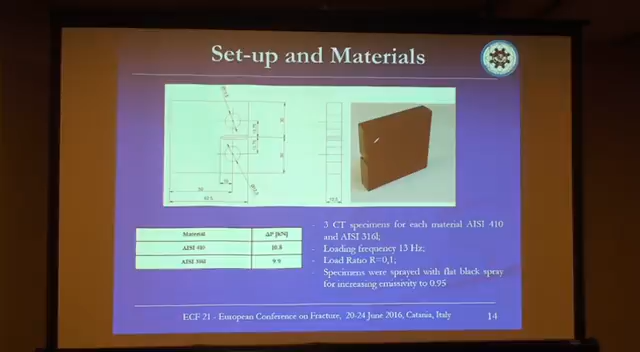 Set-up and Materials
Material ΔP [kN]
AISI 410 10.8
AISI 316l 9.9
- 3 CT specimens for each material AISI 410
and AISI 316l;
- Loading frequency 15 Hz;
- Load Ratio R=0,1;
- Specimens were sprayed with flat black spray
for increasing emissivity to 0.95
ECF 21 - European Conference on Fracture, 20-24 June 2016, Catania, Italy
14